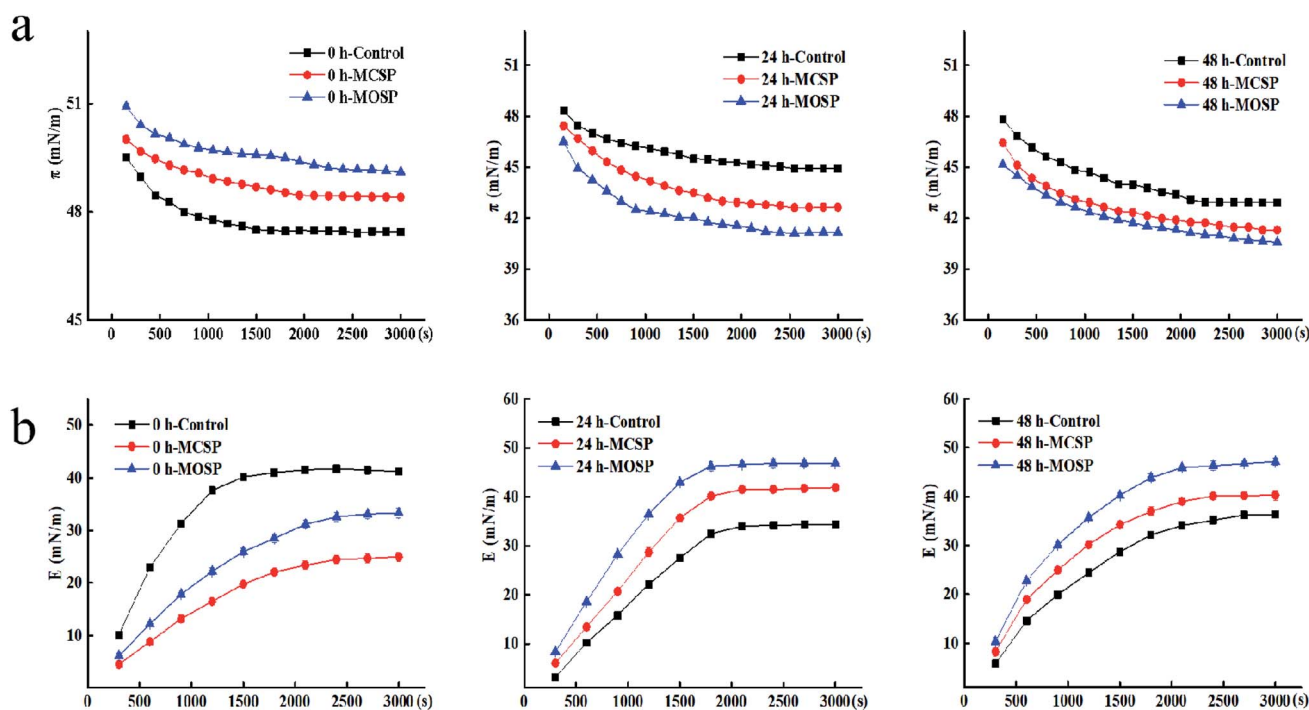 a
π (mN/m)
51
48
45
0 h-Control
0 h-MCSP
0 h-MOSP
0 500 1000 1500 2000 2500 3000 (s)
π (mN/m)
51
48
45
42
39
36
24 h-Control
24 h-MCSP
24 h-MOSP
0 500 1000 1500 2000 2500 3000 (s)
π (mN/m)
51
48
45
42
39
36
48 h-Control
48 h-MCSP
48 h-MOSP
0 500 1000 1500 2000 2500 3000 (s)
b
E (mN/m)
50
40
30
20
10
0 h-Control
0 h-MCSP
0 h-MOSP
0 500 1000 1500 2000 2500 3000 (s)
E (mN/m)
60
50
40
30
20
10
24 h-Control
24 h-MCSP
24 h-MOSP
0 500 1000 1500 2000 2500 3000 (s)
E (mN/m)
60
50
40
30
20
10
48 h-Control
48 h-MCSP
48 h-MOSP
0 500 1000 1500 2000 2500 3000 (s)